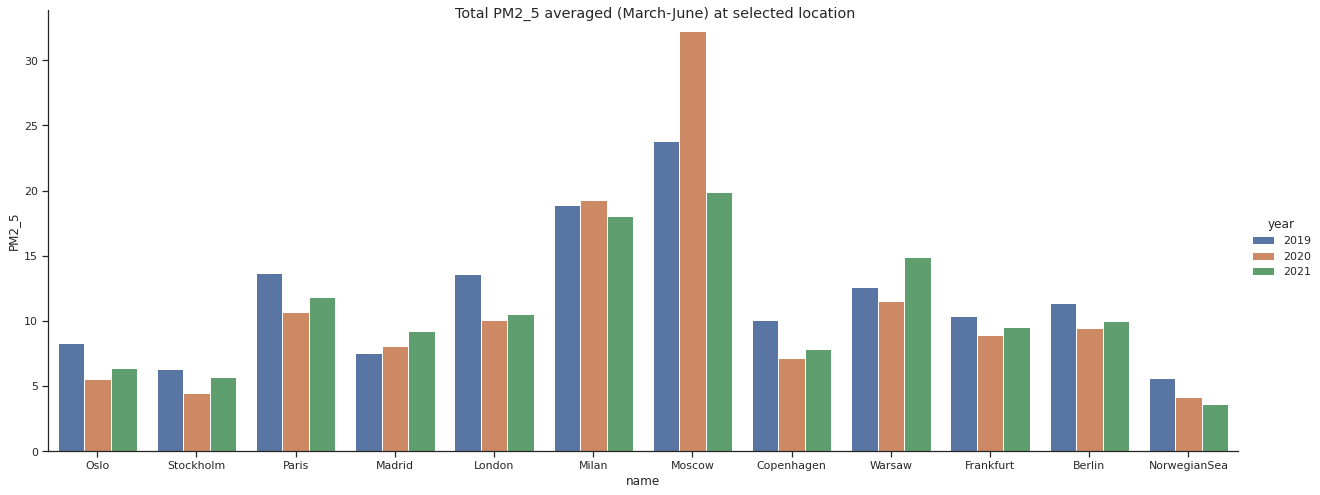 Total PM2_5 averaged (March-June) at selected location
30
25
20
15
10
5
0
PM2_5
Oslo Stockholm Paris Madrid London Milan Moscow Copenhagen Warsaw Frankfurt Berlin NorwegianSea
name
year
2019
2020
2021